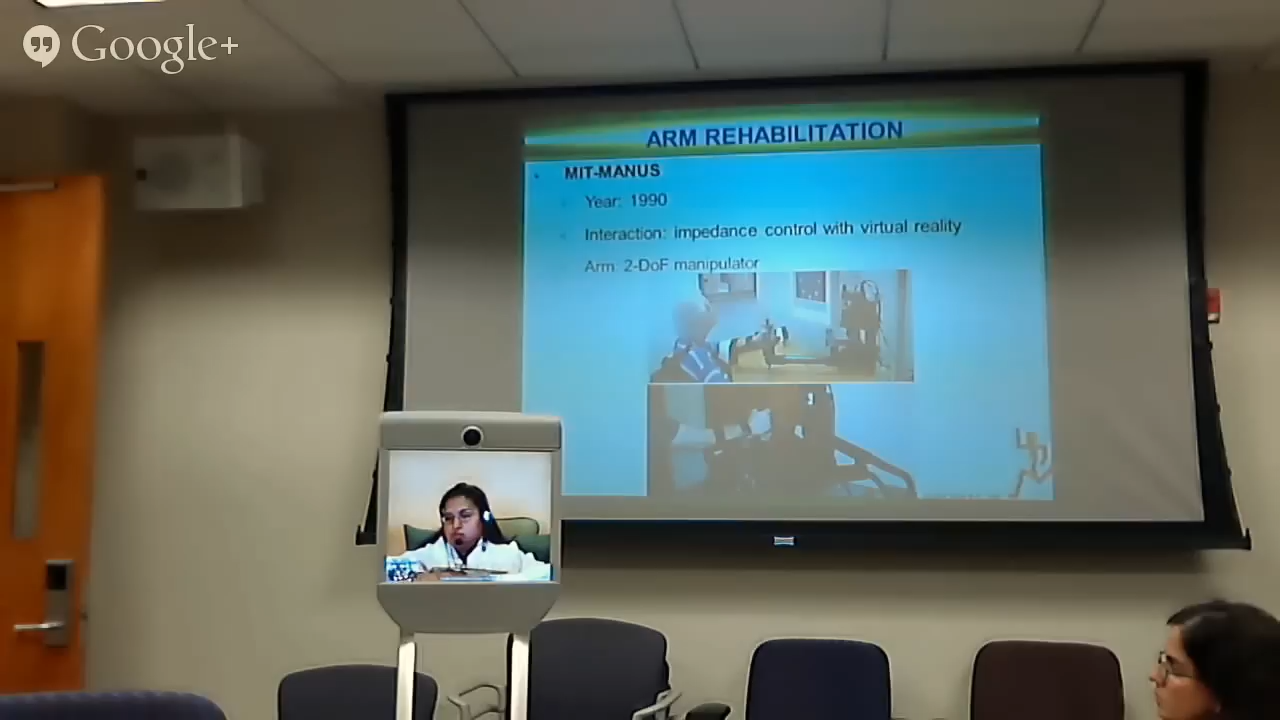 Google+
ARM REHABILITATION
MIT-MANUS
Year: 1990
Interaction: impedance control with virtual reality
Arm: 2-DoF manipulator